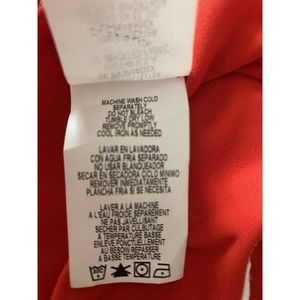 MACHINE WASH COLD
SEPARATELY
DO NOT BLEACH
TUMBLE DRY LOW
REMOVE PROMPTLY
COOL IRON AS NEEDED
LAVAR EN LAVADORA
CON AGUA FRIA SEPARADO
NO USAR BLANQUEADOR
SECAR EN SECADORA CICLO MINIMO
REMOVER INMEDIATAMENTE
PLANCHA FRIA SI SE NECESITA
LAVER A LA MACHINE
A L'EAU FROIDE SÉPARÉMENT
NE PAS JAVELLISANT
SECHER PAR CULBUTAGE
A TEMPERATURE BASSE
ENLEVE PONCTUELLEMENT
AU BESOIN REPASSER
A BASSE TEMPERATURE